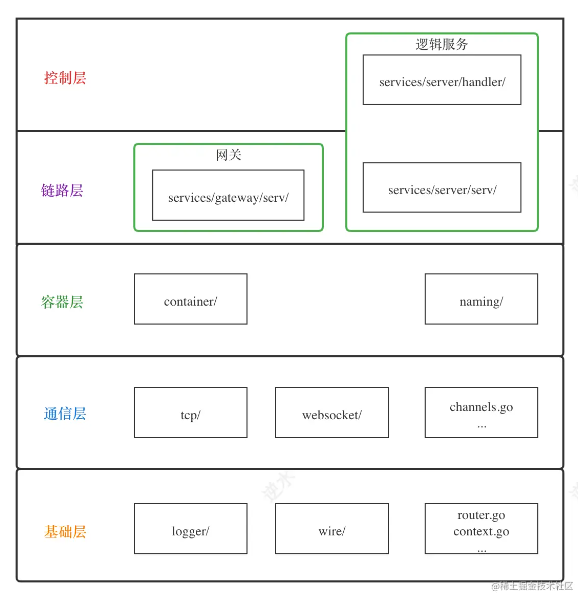 逻辑服务
控制层
services/server/handler/
网关
链路层
services/gateway/serv/
services/server/serv/
容器层
container/
naming/
通信层
tcp/
websocket/
channels.go
...
逆水
基础层
logger/
wire/
router.go
context.go
...
@稀土掘金技术社区